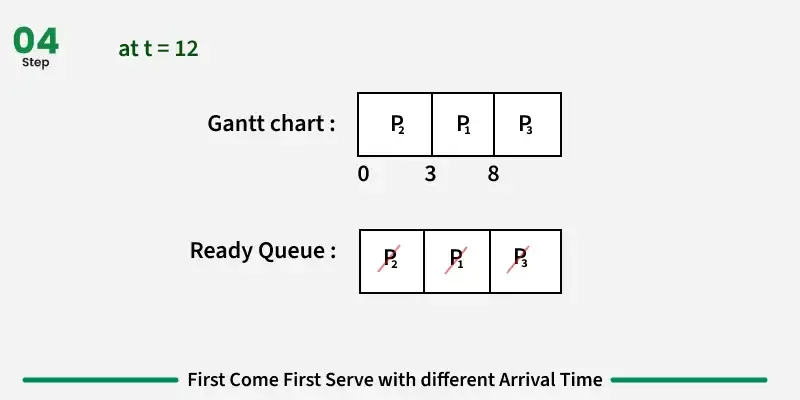 04
Step
at t = 12
Gantt chart :
P2 P1 P3
0 3 8
Ready Queue :
P2 P1 P3
First Come First Serve with different Arrival Time